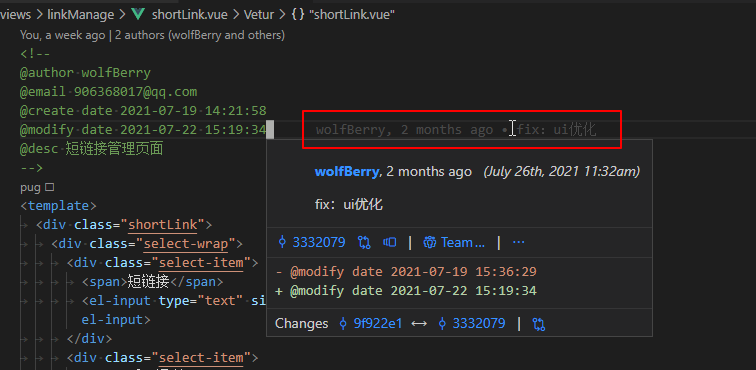 views > linkManage > shortLink.vue > Vetur > {} "shortLink.vue"
You, a week ago | 2 authors (wolfBerry and others)
<!--
@author wolfBerry
@email 906368017@qq.com
@create date 2021-07-19 14:21:58
@modify date 2021-07-22 15:19:34 wolfBerry, 2 months ago • fix: ui优化
@desc 短链接管理页面
-->
pug
<template>
<div class="shortLink">
<div class="select-wrap">
<div class="select-item">
<span>短链接</span>
<el-input type="text" si
el-input>
</div>
<div class="select-item">
wolfBerry, 2 months ago (July 26th, 2021 11:32am)
fix: ui优化
3332079 | Team... | ...
- @modify date 2021-07-19 15:36:29
+ @modify date 2021-07-22 15:19:34
Changes 9f922e1 ↔ 3332079 |